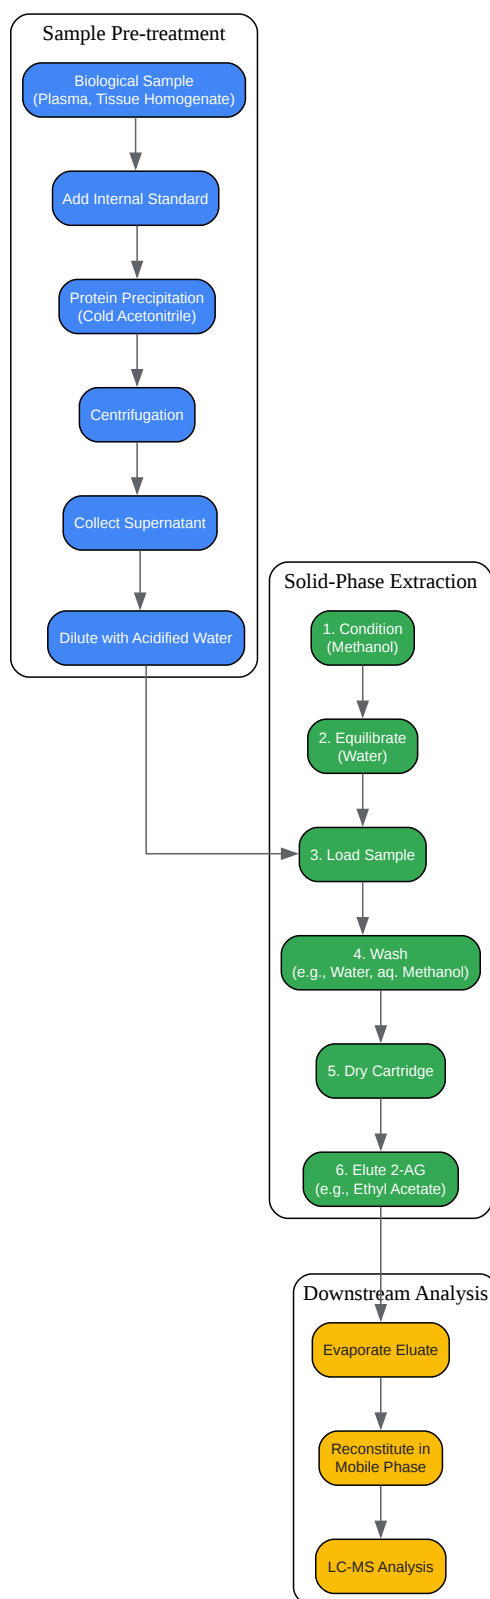 Sample Pre-treatment
Biological Sample
(Plasma, Tissue Homogenate)
Add Internal Standard
Protein Precipitation
(Cold Acetonitrile)
Centrifugation
Collect Supernatant
Dilute with Acidified Water
Solid-Phase Extraction
1. Condition
(Methanol)
2. Equilibrate
(Water)
3. Load Sample
4. Wash
(e.g., Water, aq. Methanol)
5. Dry Cartridge
6. Elute 2-AG
(e.g., Ethyl Acetate)
Downstream Analysis
Evaporate Eluate
Reconstitute in
Mobile Phase
LC-MS Analysis